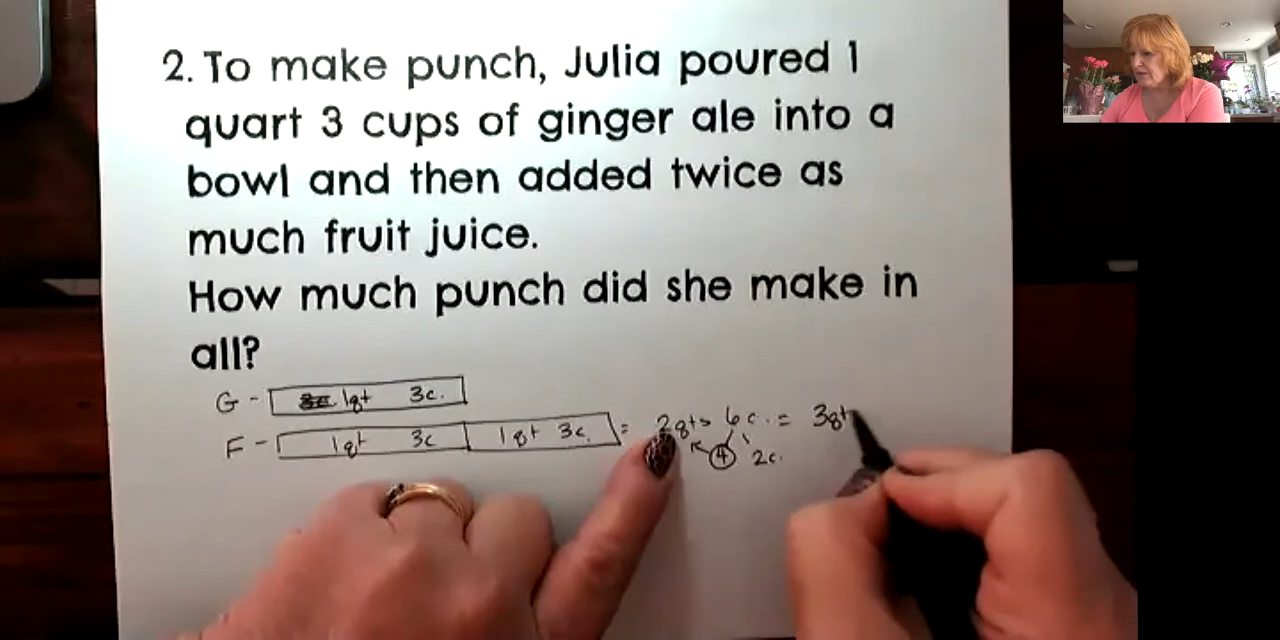 2. To make punch, Julia poured 1
quart 3 cups of ginger ale into a
bowl and then added twice as
much fruit juice.
How much punch did she make in
all?
G - 1qt 3c.
F - 1qt 3c 1qt 3c. = 2qts 6c. = 3qt
4 2c.